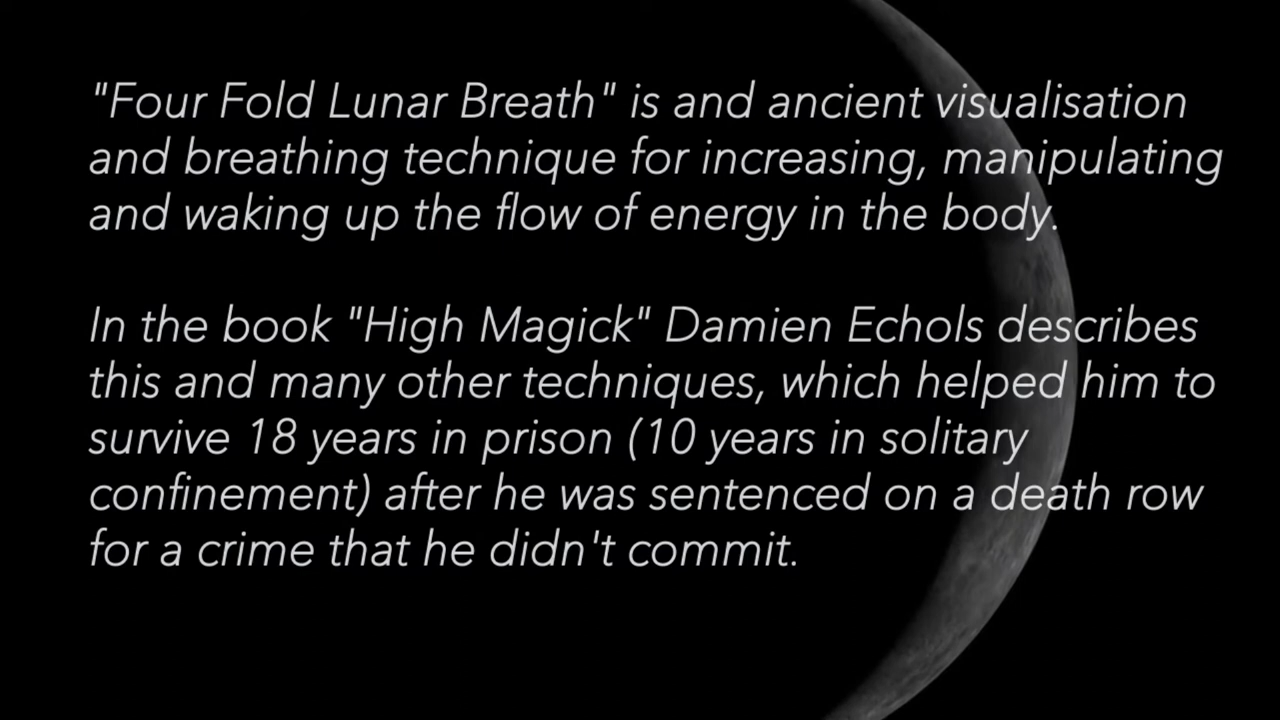 "Four Fold Lunar Breath" is and ancient visualisation
and breathing technique for increasing, manipulating
and waking up the flow of energy in the body.
In the book "High Magick" Damien Echols describes
this and many other techniques, which helped him to
survive 18 years in prison (10 years in solitary
confinement) after he was sentenced on a death row
for a crime that he didn't commit.